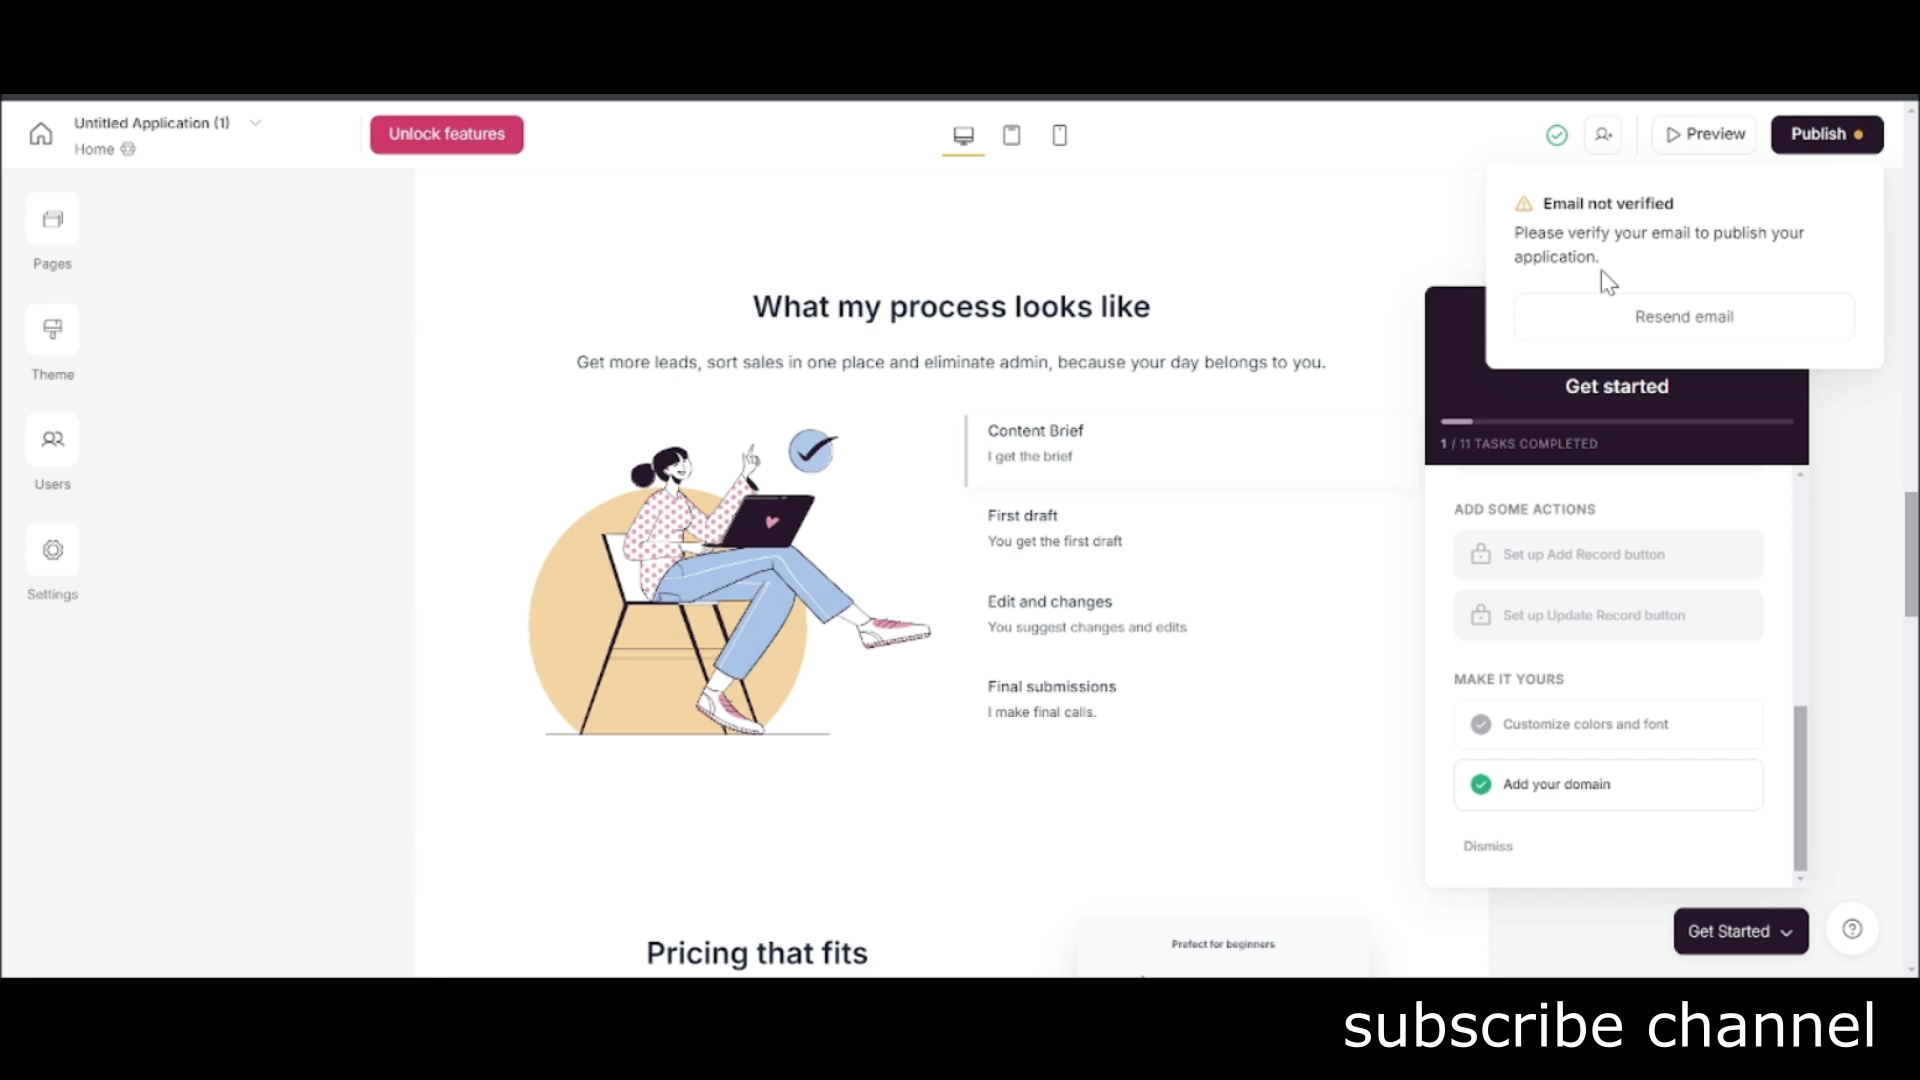 Untitled Application (1)
Home
Unlock features
Preview
Publish
Pages
Theme
Users
Settings
Email not verified
Please verify your email to publish your
application.
Resend email
What my process looks like
Get more leads, sort sales in one place and eliminate admin, because your day belongs to you.
Content Brief
I get the brief
First draft
You get the first draft
Edit and changes
You suggest changes and edits
Final submissions
I make final calls.
Get started
1 / 11 TASKS COMPLETED
ADD SOME ACTIONS
Set up Add Record button
Set up Update Record button
MAKE IT YOURS
Customize colors and font
Add your domain
Dismiss
Pricing that fits
Prefect for beginners
Get Started
subscribe channel